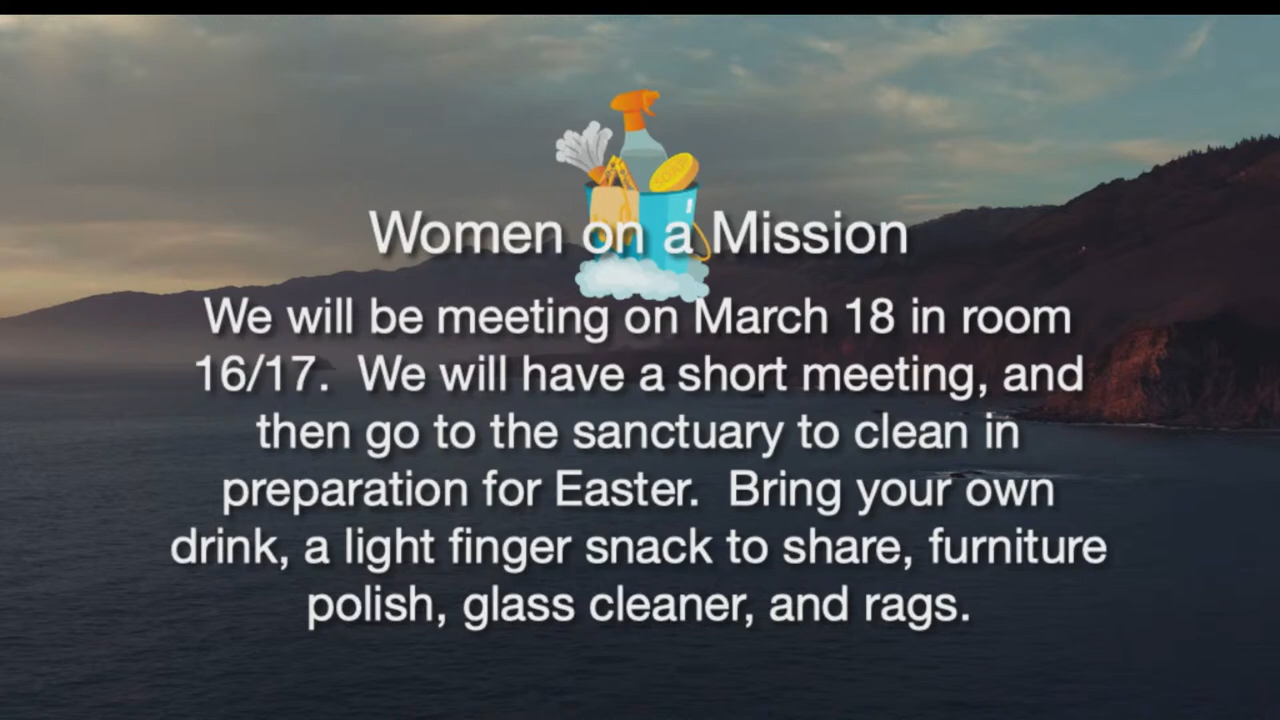 SOAP
Women on a Mission
We will be meeting on March 18 in room
16/17.  We will have a short meeting, and
then go to the sanctuary to clean in
preparation for Easter.  Bring your own
drink, a light finger snack to share, furniture
polish, glass cleaner, and rags.